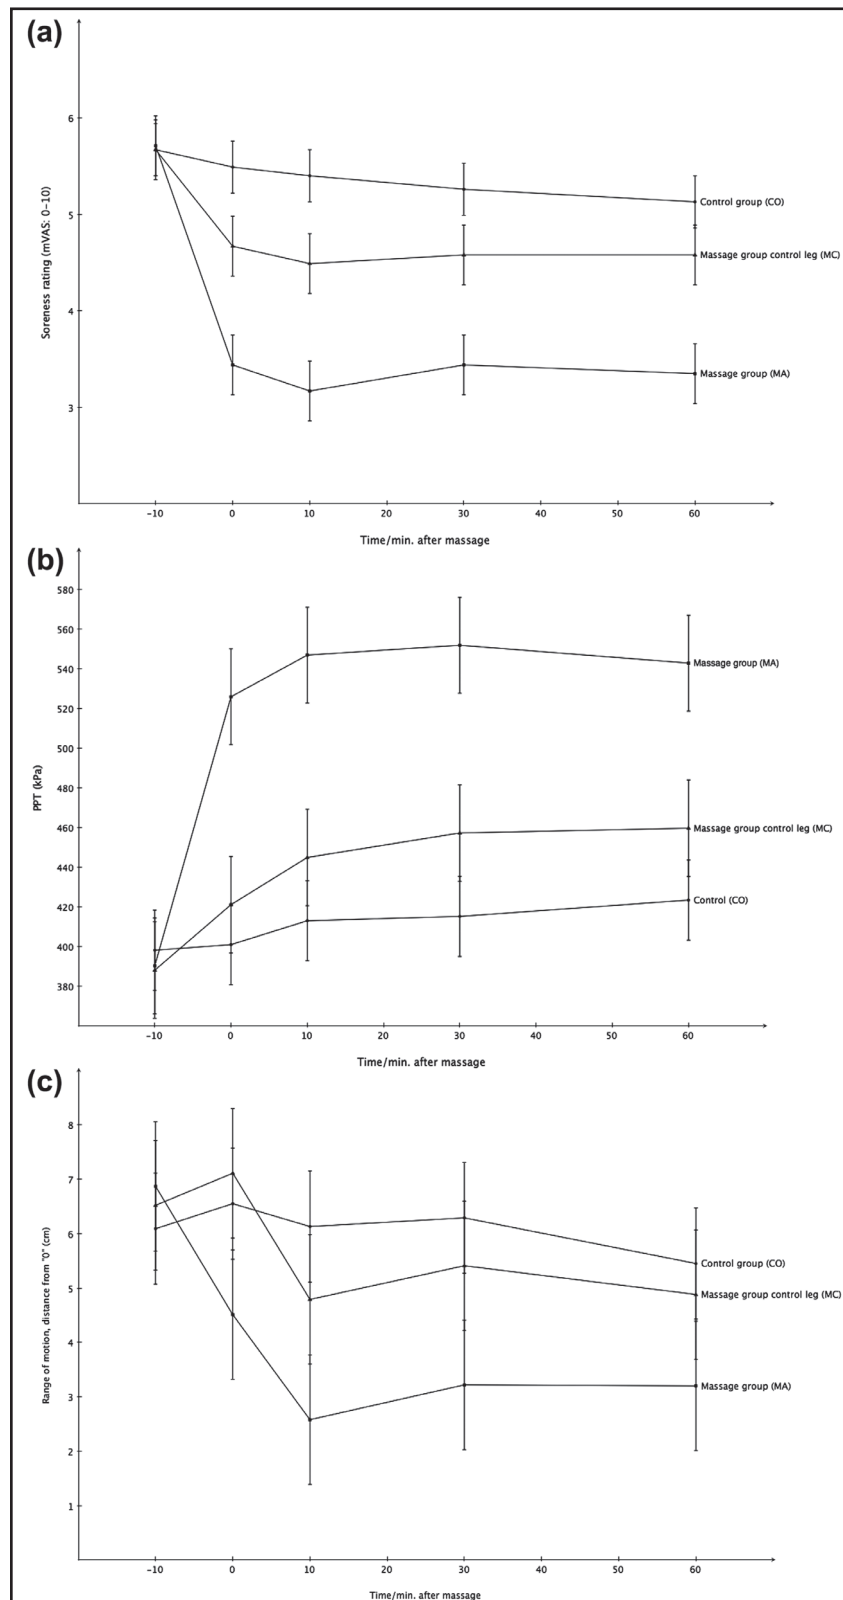 (a)
6
5
4
3
Soreness rating (mVAS: 0-10)
Control group (CO)
Massage group control leg (MC)
Massage group (MA)
-10 0 10 20 30 40 50 60
Time/min. after massage
(b)
580
560
540
520
500
480
460
440
420
400
380
PPT (kPa)
Massage group (MA)
Massage group control leg (MC)
Control (CO)
-10 0 10 20 30 40 50 60
Time/min. after massage
(c)
8
7
6
5
4
3
2
1
Range of motion, distance from "0" (cm)
Control group (CO)
Massage group control leg (MC)
Massage group (MA)
-10 0 10 20 30 40 50 60
Time/min. after massage